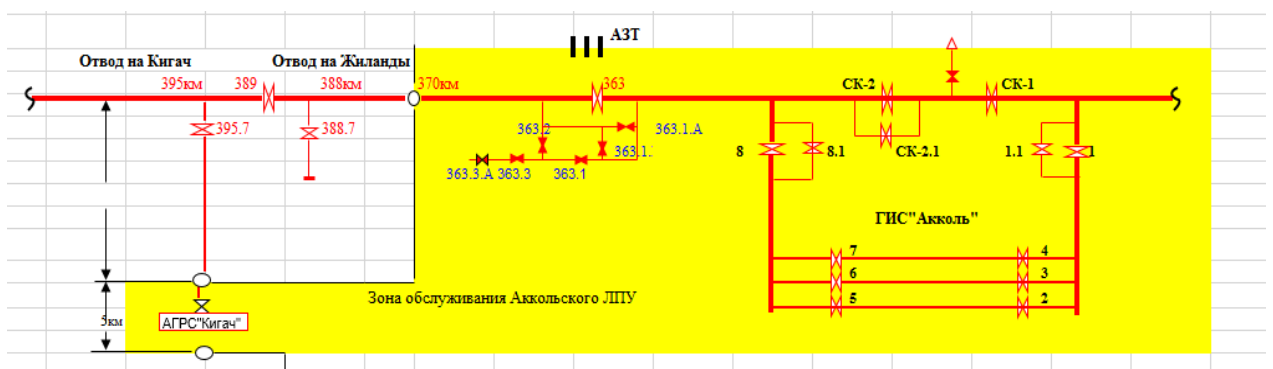 АЗТ
Отвод на Кигач
Отвод на Жиланды
395км
389
388км
370км
363
СК-2
СК-1
395.7
388.7
363.2
363.1.А
363.1.
8
8.1
СК-2.1
1.1
1
363.3.А
363.3
363.1
ГИС"Акколь"
7
4
6
3
5
2
Зона обслуживания Аккольского ЛПУ
5км
АГРС"Кигач"